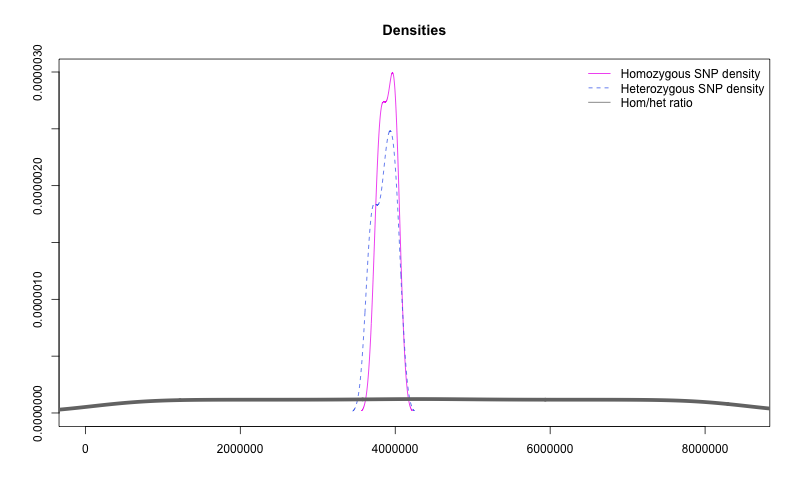 Densities
Homozygous SNP density
Heterozygous SNP density
Hom/het ratio
0.0000030
0.0000020
0.0000010
0.0000000
0 2000000 4000000 6000000 8000000